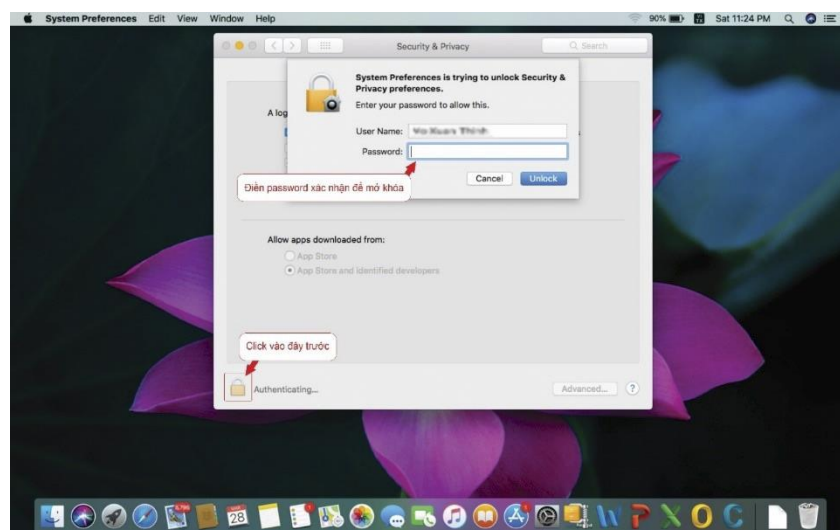 System Preferences Edit View Window Help 90% Sat 11:24 PM
Security & Privacy Search
System Preferences is trying to unlock Security &
Privacy preferences.
Enter your password to allow this.
A log
User Name:
Password:
Cancel Unlock
Điền password xác nhận để mở khóa
Allow apps downloaded from:
App Store
App Store and identified developers
Click vào đây trước
Authenticating...
Advanced... ?
28